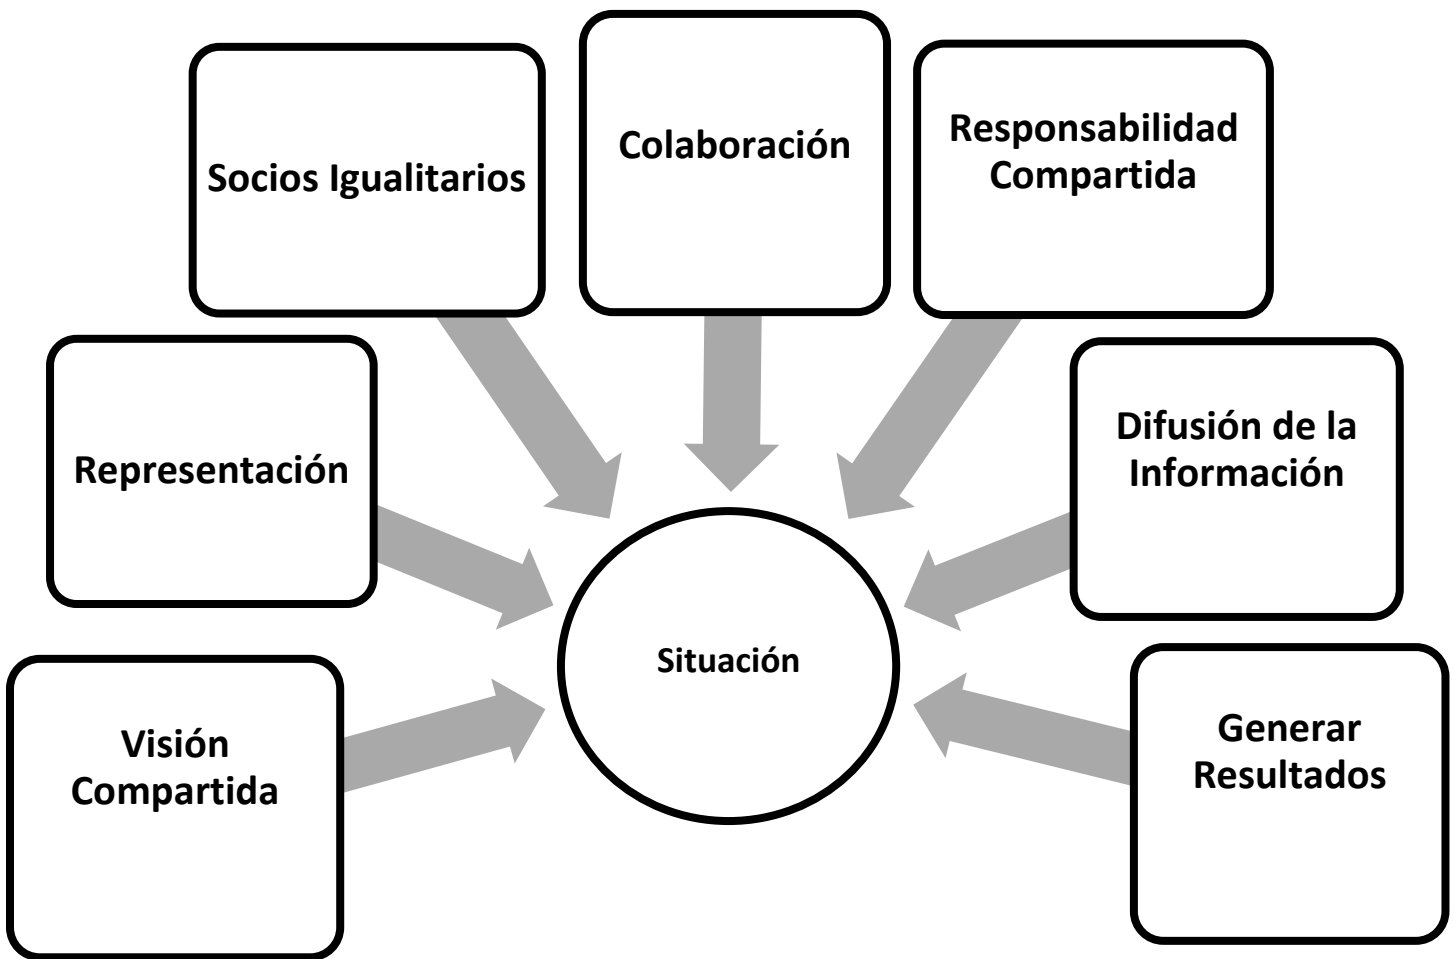 Socios Igualitarios
Colaboración
Responsabilidad
Compartida
Representación
Difusión de la
Información
Situación
Visión
Compartida
Generar
Resultados